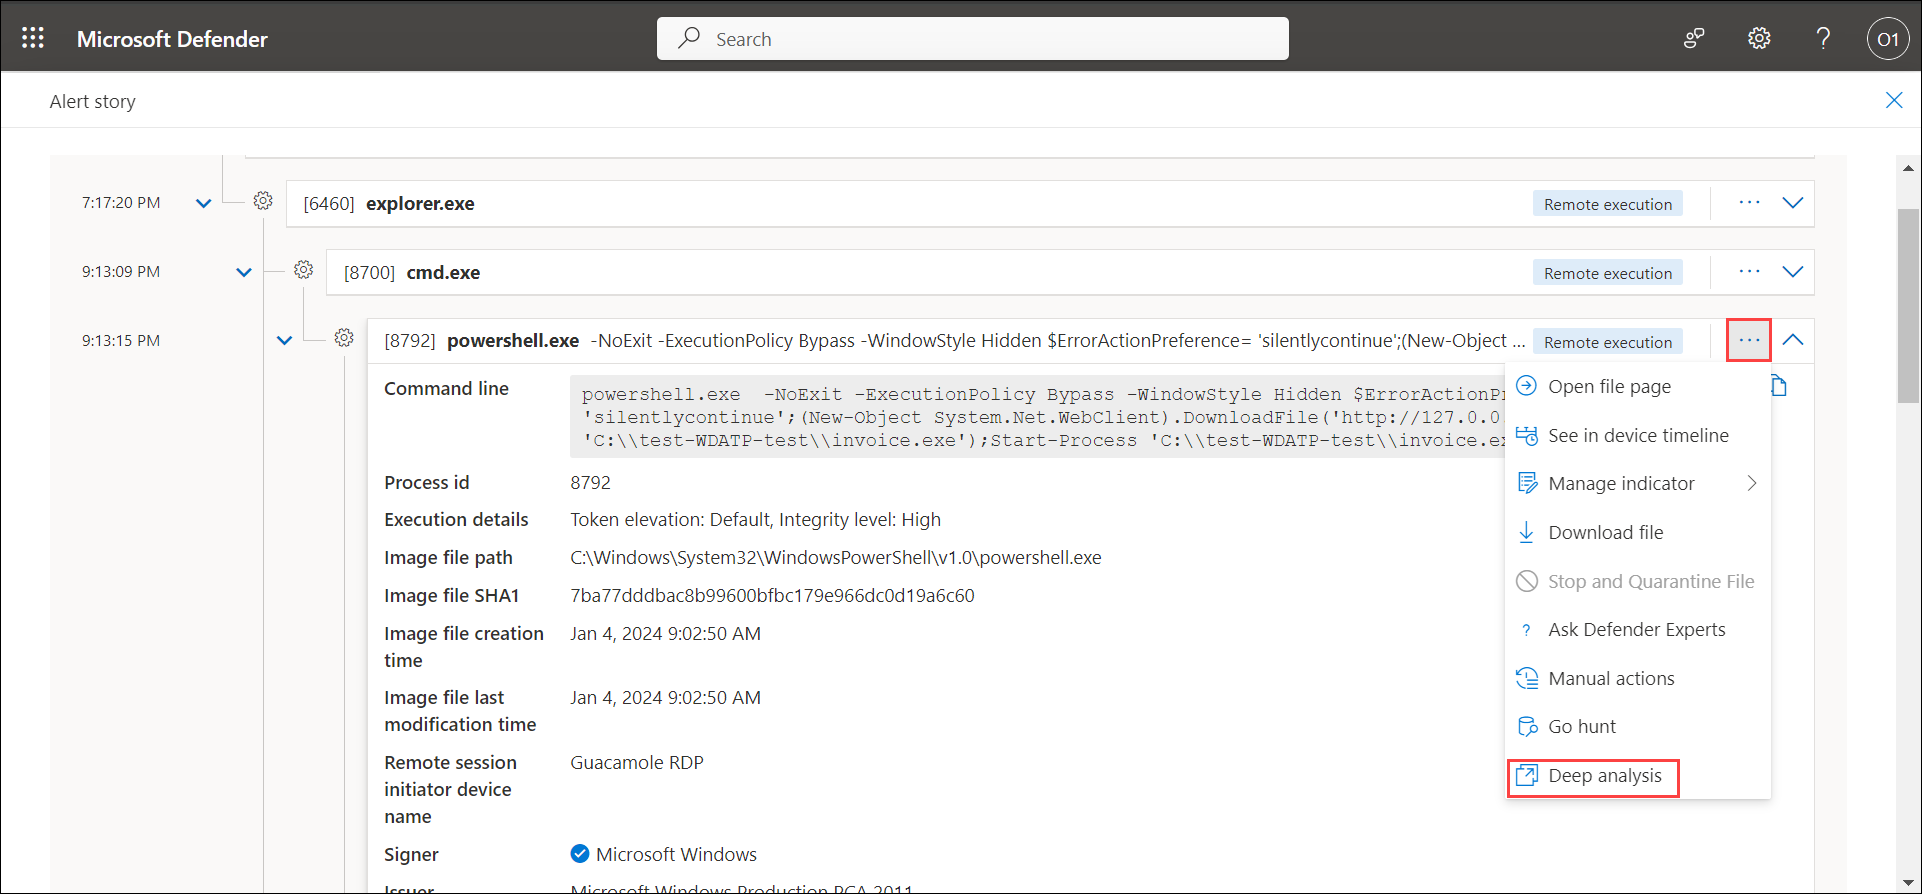 Microsoft Defender
Search
O1
Alert story
7:17:20 PM
[6460] explorer.exe
Remote execution
...
9:13:09 PM
[8700] cmd.exe
Remote execution
...
9:13:15 PM
[8792] powershell.exe -NoExit -ExecutionPolicy Bypass -WindowStyle Hidden $ErrorActionPreference= 'silentlycontinue';(New-Object ...
Remote execution
...
Command line
powershell.exe  -NoExit -ExecutionPolicy Bypass -WindowStyle Hidden $ErrorActionPr
'silentlycontinue';(New-Object System.Net.WebClient).DownloadFile('http://127.0.0.
'C:\\test-WDATP-test\\invoice.exe');Start-Process 'C:\\test-WDATP-test\\invoice.ex
Process id
8792
Execution details
Token elevation: Default, Integrity level: High
Image file path
C:\Windows\System32\WindowsPowerShell\v1.0\powershell.exe
Image file SHA1
7ba77dddbac8b99600bfbc179e966dc0d19a6c60
Image file creation
time
Jan 4, 2024 9:02:50 AM
Image file last
modification time
Jan 4, 2024 9:02:50 AM
Remote session
initiator device
name
Guacamole RDP
Signer
Microsoft Windows
Issuer
Microsoft Windows Production PCA 2011
Open file page
See in device timeline
Manage indicator
Download file
Stop and Quarantine File
? Ask Defender Experts
Manual actions
Go hunt
Deep analysis